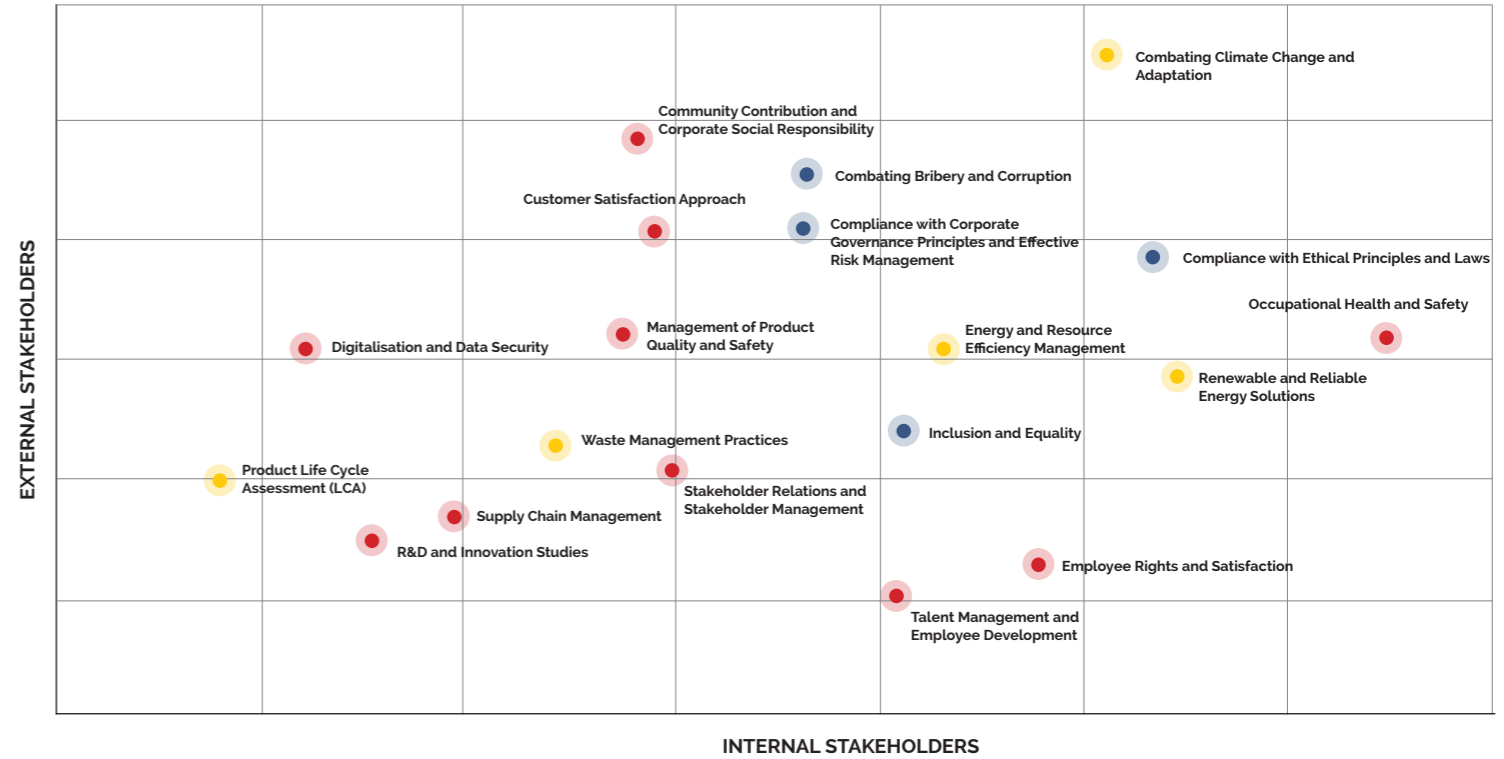 Combating Climate Change and
Adaptation
Community Contribution and
Corporate Social Responsibility
Combating Bribery and Corruption
Customer Satisfaction Approach
Compliance with Corporate
Governance Principles and Effective
Risk Management
Compliance with Ethical Principles and Laws
Occupational Health and Safety
Management of Product
Quality and Safety
Energy and Resource
Efficiency Management
Digitalisation and Data Security
Renewable and Reliable
Energy Solutions
Inclusion and Equality
Waste Management Practices
Product Life Cycle
Assessment (LCA)
Stakeholder Relations and
Stakeholder Management
Supply Chain Management
R&D and Innovation Studies
Employee Rights and Satisfaction
Talent Management and
Employee Development
EXTERNAL STAKEHOLDERS
INTERNAL STAKEHOLDERS